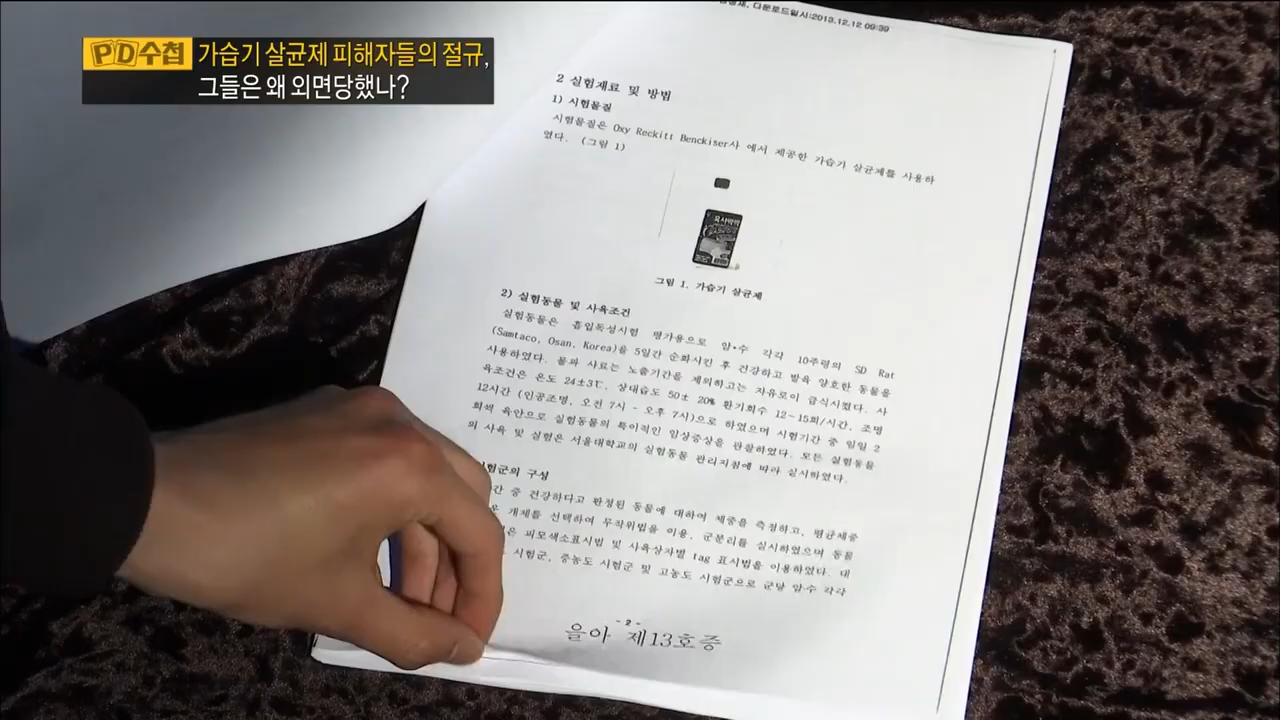 PD수첩 가습기 살균제 피해자들의 절규,
그들은 왜 외면당했나?
다운로드일시:2013.12.12 09:39
2 실험재료 및 방법
1) 시험물질
시험물질은 Oxy Reckitt Benckiser사 에서 제공한 가습기 살균제를 사용하
였다. (그림 1)
옥시싹싹
그림 1. 가습기 살균제
2) 실험동물 및 사육조건
실험동물은 흡입독성시험 평가용으로 암·수 각각 10주령의 SD Rat
(Samtaco, Osan, Korea)을 5일간 순화시킨 후 건강하고 발육 양호한 동물을
사용하였다. 물과 사료는 노출기간을 제외하고는 자유로이 급식시켰다. 사
육조건은 온도 24±3℃, 상대습도 50± 20% 환기회수 12~15회/시간, 조명
12시간 (인공조명, 오전 7시 - 오후 7시)으로 하였으며 시험기간 중 일일 2
회씩 육안으로 실험동물의 특이적인 임상증상을 관찰하였다. 모든 실험동물
의 사육 및 실험은 서울대학교의 실험동물 관리지침에 따라 실시하였다.
험군의 구성
간 중 건강하다고 판정된 동물에 대하여 체중을 측정하고, 평균체중
개체를 선택하여 무작위법을 이용, 군분리를 실시하였으며 동물
은 피모색소표시법 및 사육상자별 tag 표시법을 이용하였다. 대
시험군, 중농도 시험군 및 고농도 시험군으로 군당 암·수 각각
- 2 -
을아 제13호증